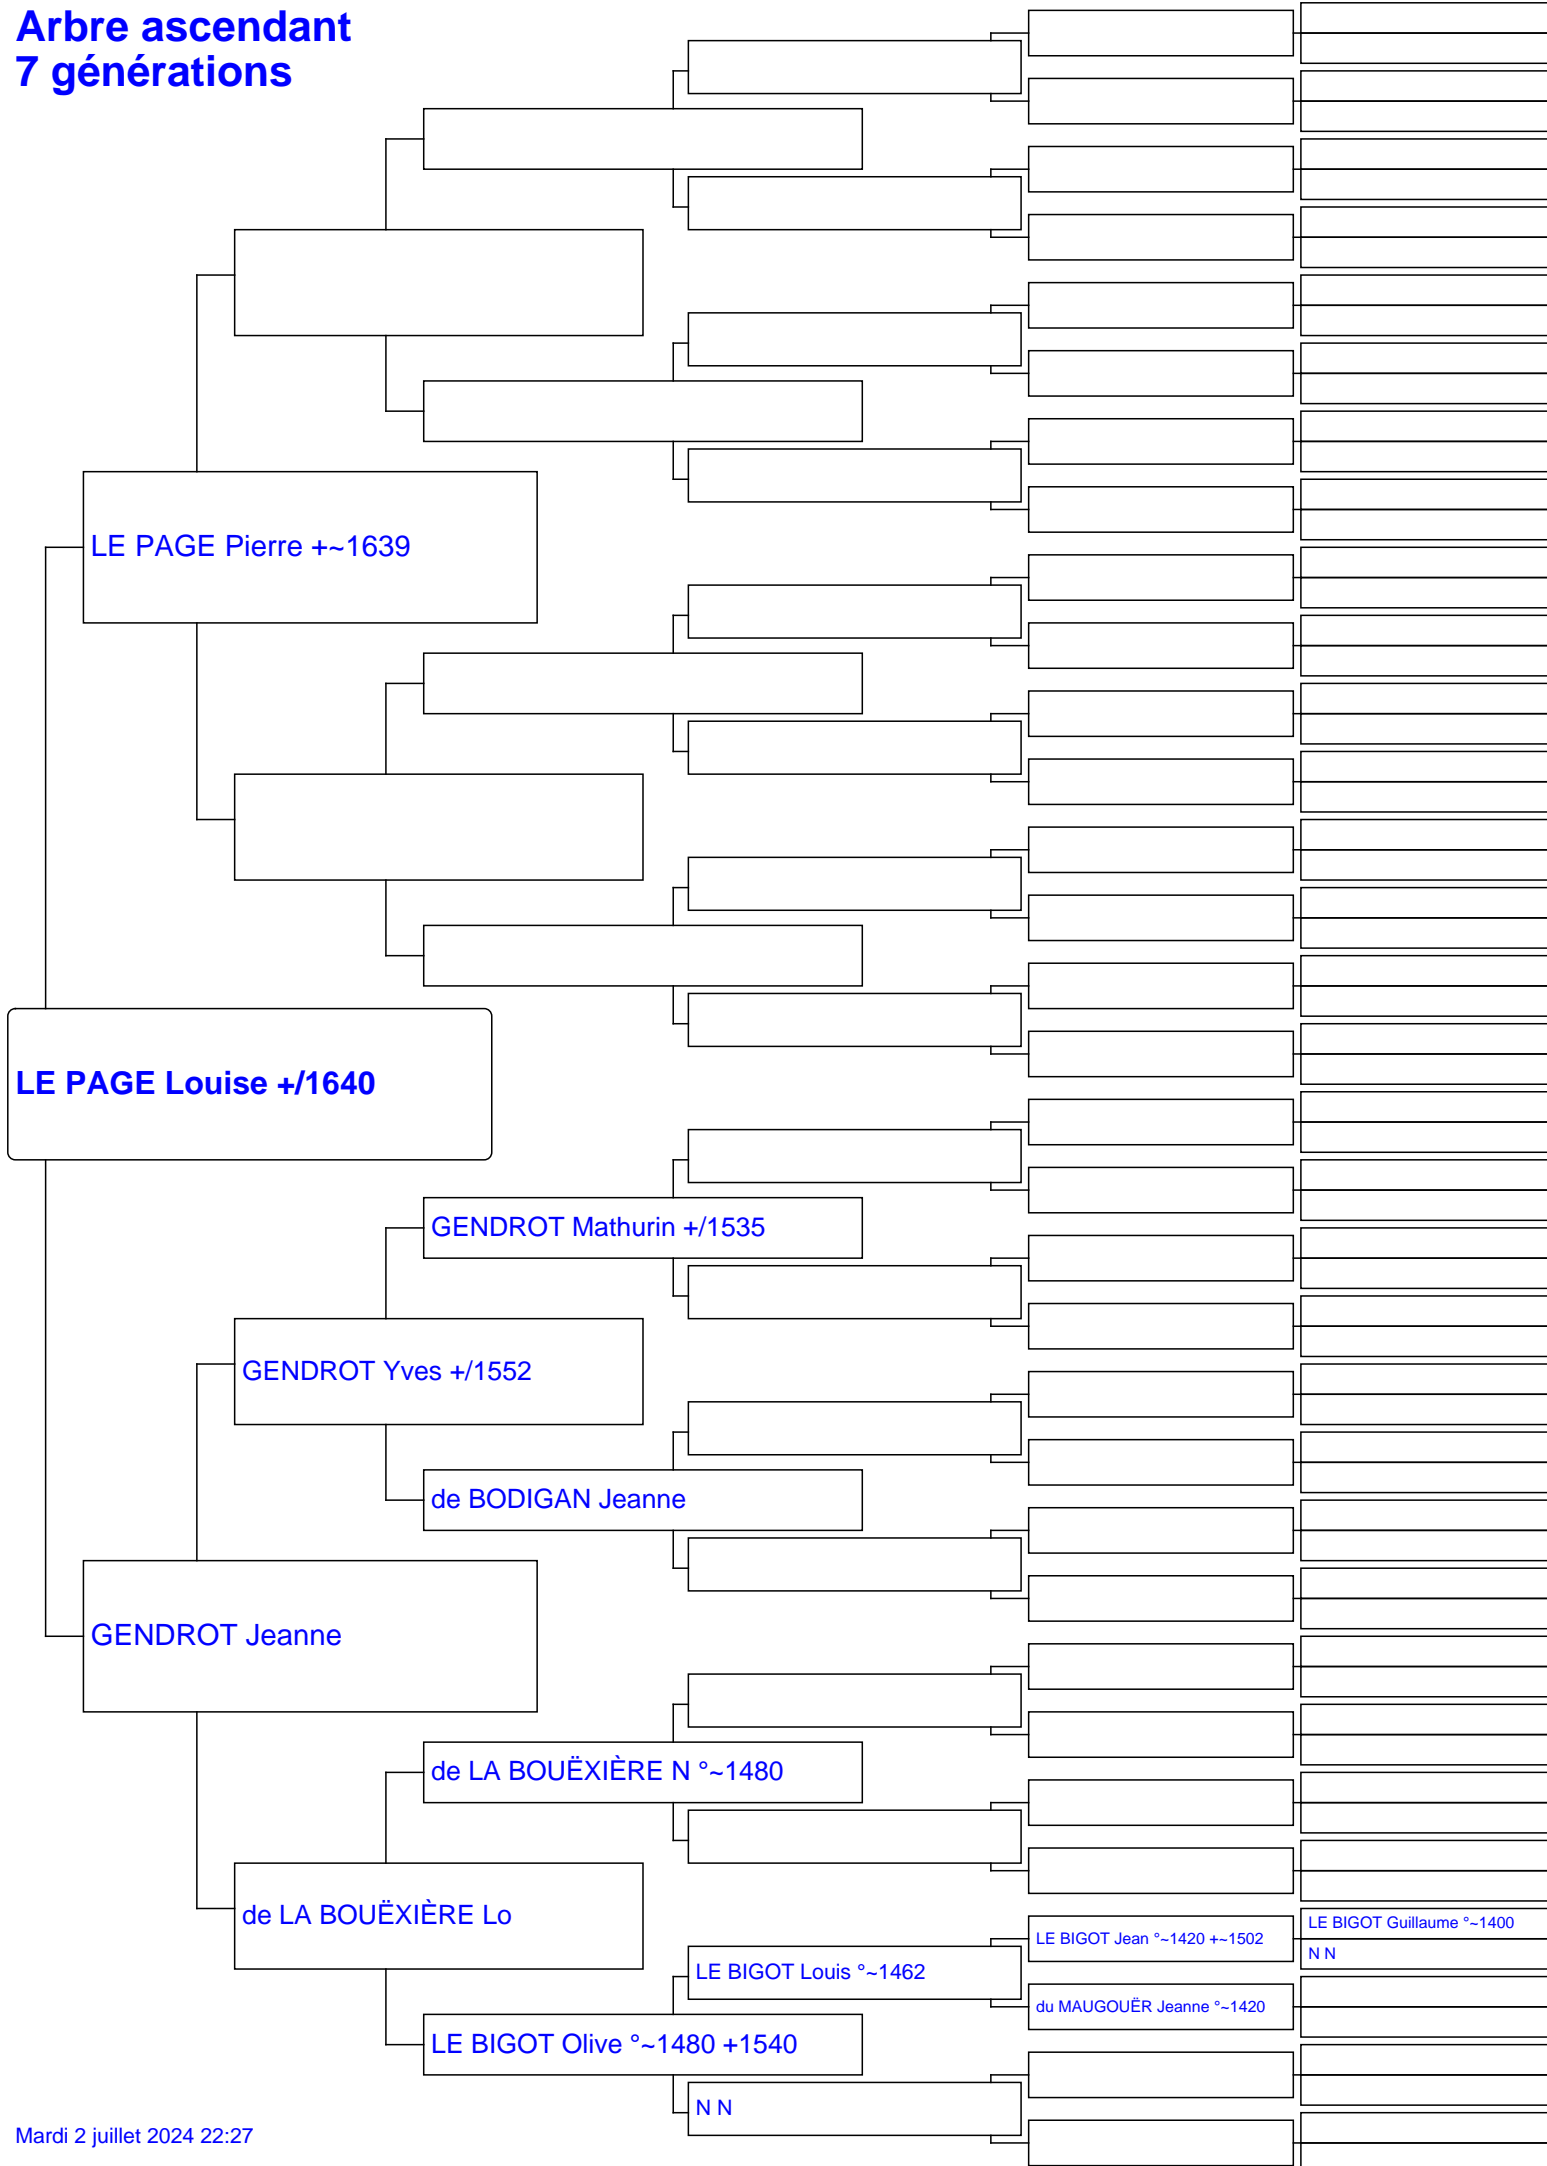 Arbre ascendant
7 générations
LE PAGE Pierre +~1639
LE PAGE Louise +/1640
GENDROT Mathurin +/1535
GENDROT Yves +/1552
de BODIGAN Jeanne
GENDROT Jeanne
de LA BOUËXIÈRE N °~1480
de LA BOUËXIÈRE Lo
LE BIGOT Guillaume °~1400
LE BIGOT Jean °~1420 +~1502
N N
LE BIGOT Louis °~1462
du MAUGOUËR Jeanne °~1420
LE BIGOT Olive °~1480 +1540
N N
Mardi 2 juillet 2024 22:27